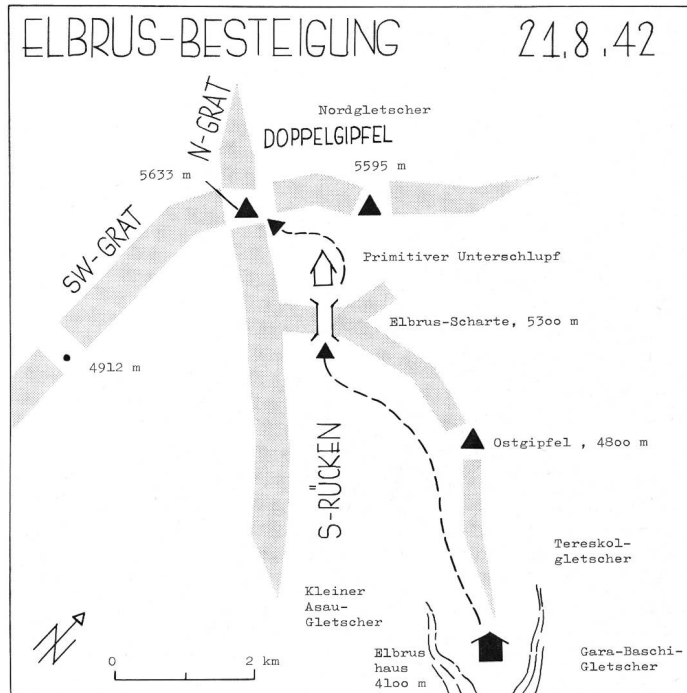 ELBRUS-BESTEIGUNG 21.8.42
Nordgletscher
N-GRAT
DOPPELGIPFEL
5633 m
5595 m
SW-GRAT
Primitiver Unterschlupf
Elbrus-Scharte, 53oo m
4912 m
Ostgipfel , 48oo m
S-RÜCKEN
Tereskol-
gletscher
Kleiner
Asau-
Gletscher
Elbrus
haus
41oo m
Gara-Baschi-
Gletscher
N
0 2 km